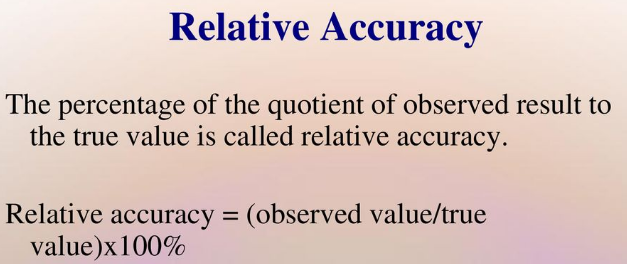 Relative Accuracy
The percentage of the quotient of observed result to
the true value is called relative accuracy.
Relative accuracy = (observed value/true
value)x100%